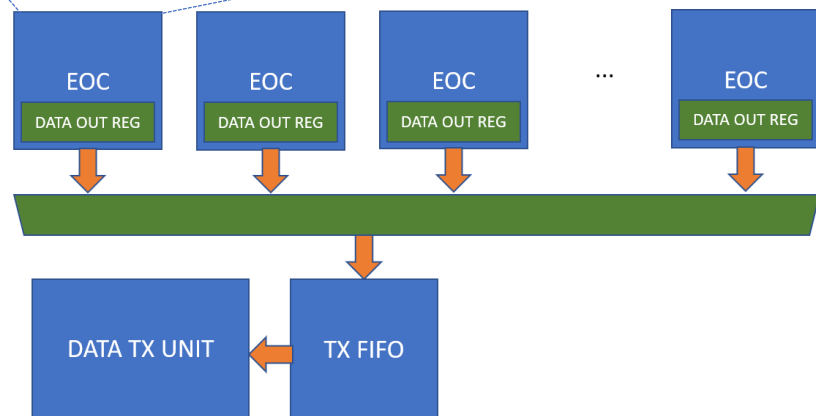 EOC
EOC
EOC
...
EOC
DATA OUT REG
DATA OUT REG
DATA OUT REG
DATA OUT REG
DATA TX UNIT
TX FIFO